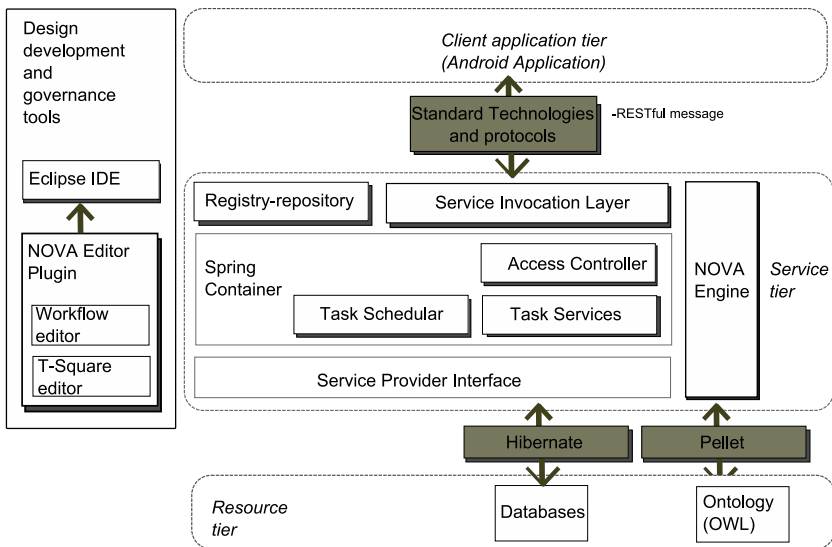 Design
development
and
governance
tools
Eclipse IDE
NOVA Editor
Plugin
Workflow
editor
T-Square
editor
Client application tier
(Android Application)
Standard Technologies
and protocols
-RESTful message
Registry-repository
Service Invocation Layer
Spring
Container
Access Controller
Task Schedular
Task Services
Service Provider Interface
NOVA
Engine
Service
tier
Hibernate
Pellet
Resource
tier
Databases
Ontology
(OWL)